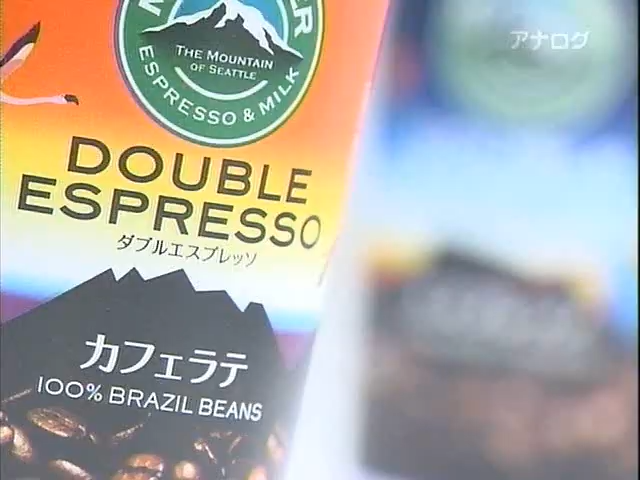 アナログ
THE MOUNTAIN
OF SEATTLE
ESPRESSO & MILK
DOUBLE
ESPRESSO
ダブルエスプレッソ
カフェラテ
100% BRAZIL BEANS